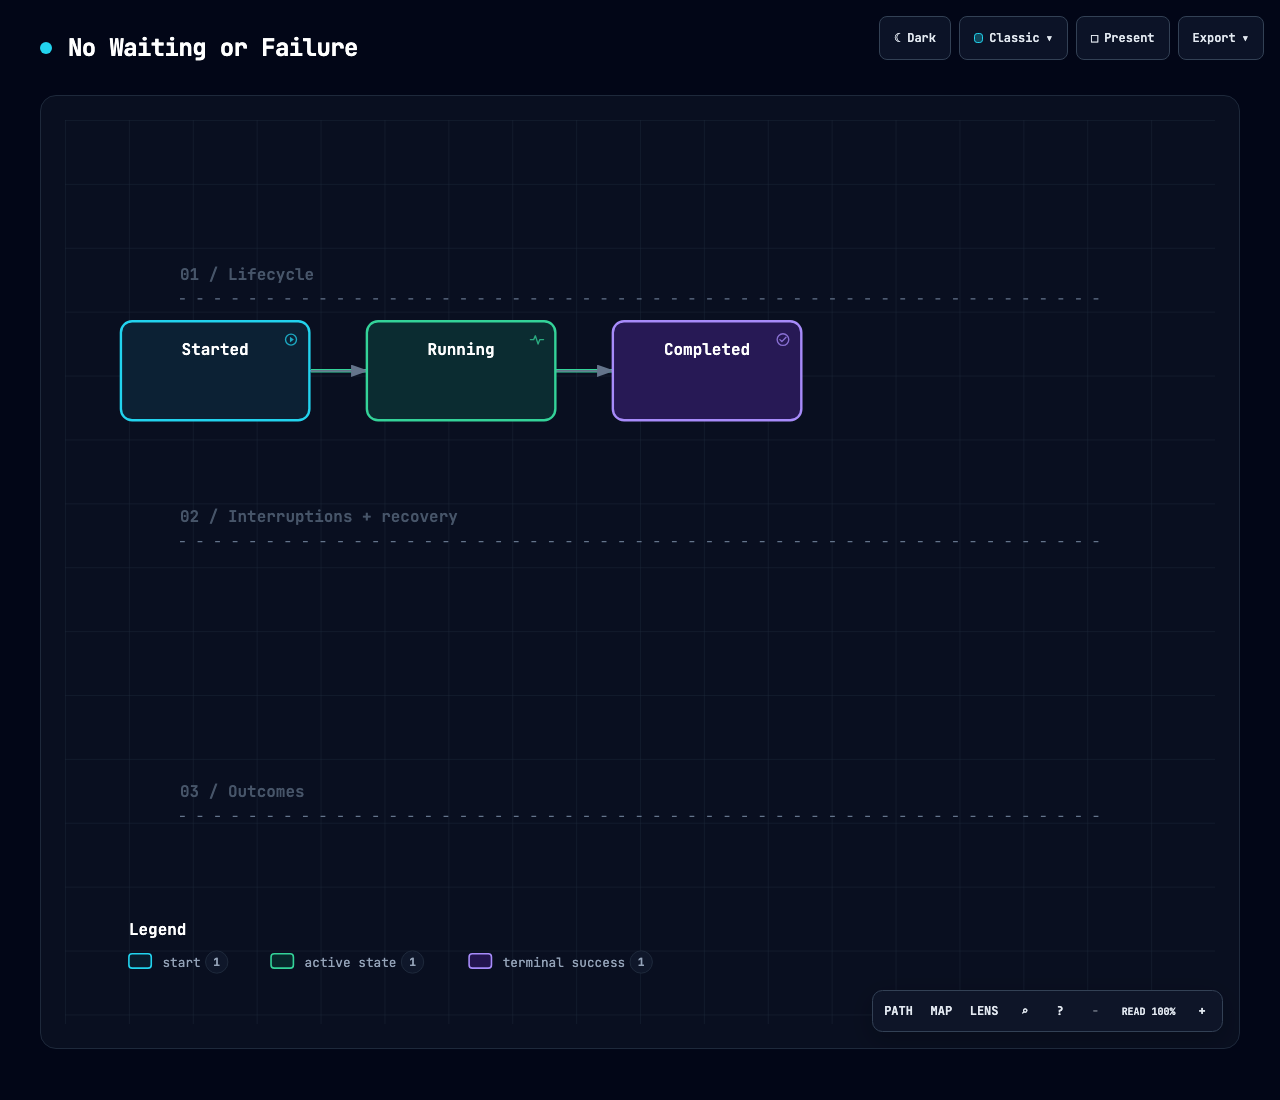 No Waiting or Failure
☾ Dark
Classic ▾
□ Present
Export ▾
01 / Lifecycle
Started
Running
Completed
02 / Interruptions + recovery
03 / Outcomes
Legend
start 1
active state 1
terminal success 1
PATH MAP LENS ⌕ ? - READ 100% +